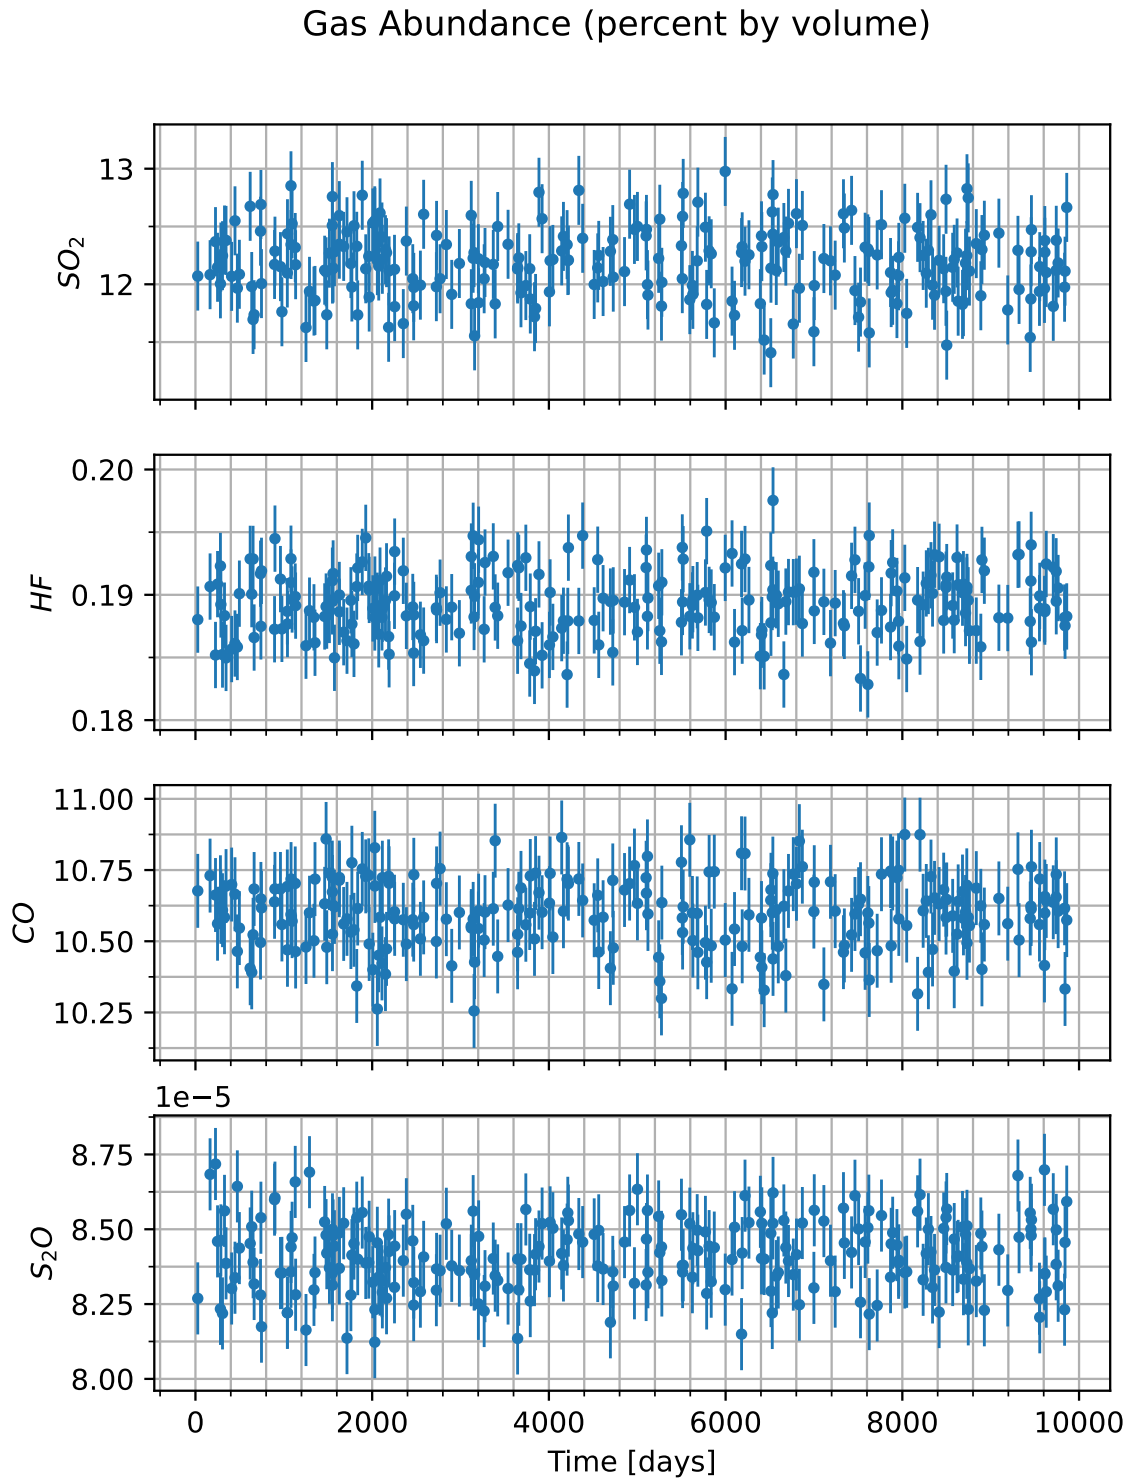 Gas Abundance (percent by volume)
13
12
SO₂
0.20
0.19
0.18
HF
11.00
10.75
10.50
10.25
CO
1e−5
8.75
8.50
8.25
8.00
S₂O
0 2000 4000 6000 8000 10000
Time [days]